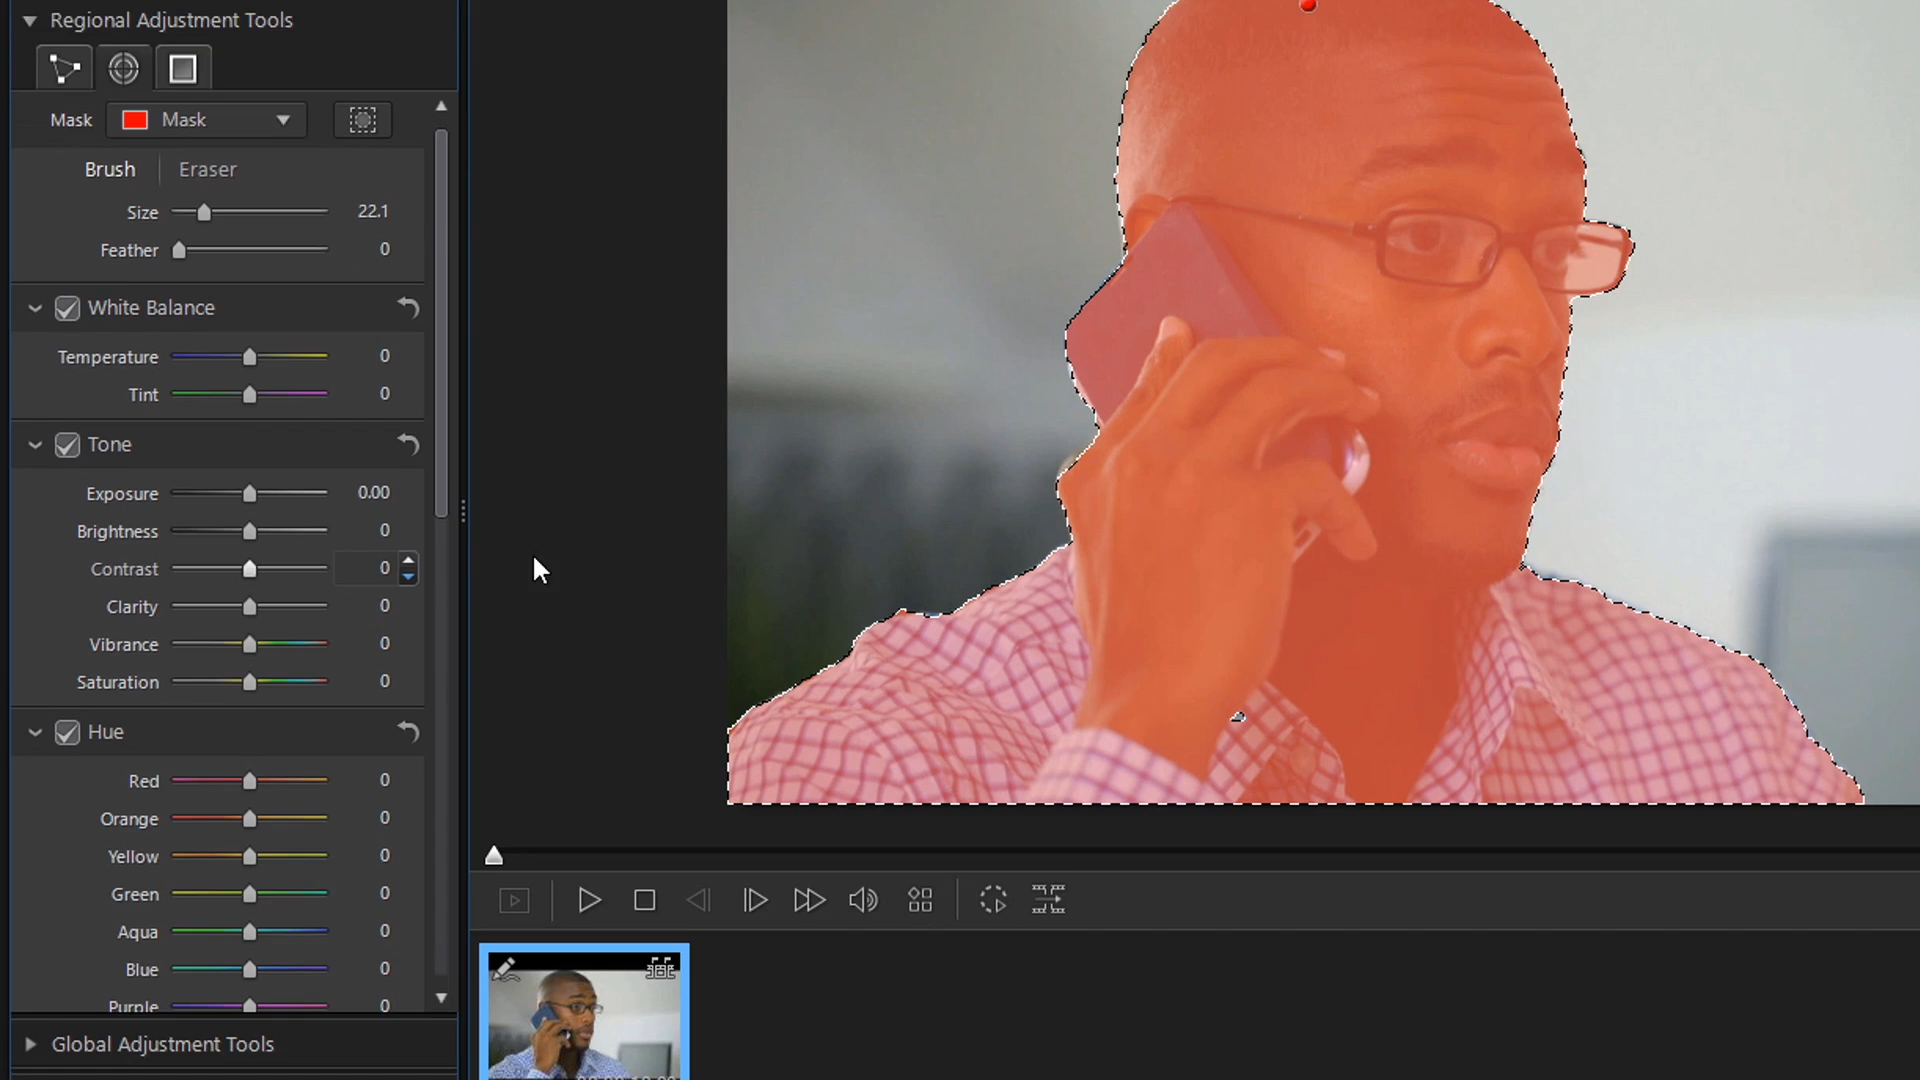 Regional Adjustment Tools
Mask Mask
Brush Eraser
Size 22.1
Feather 0
White Balance
Temperature 0
Tint 0
Tone
Exposure 0.00
Brightness 0
Contrast 0
Clarity 0
Vibrance 0
Saturation 0
Hue
Red 0
Orange 0
Yellow 0
Green 0
Aqua 0
Blue 0
Purple 0
Global Adjustment Tools